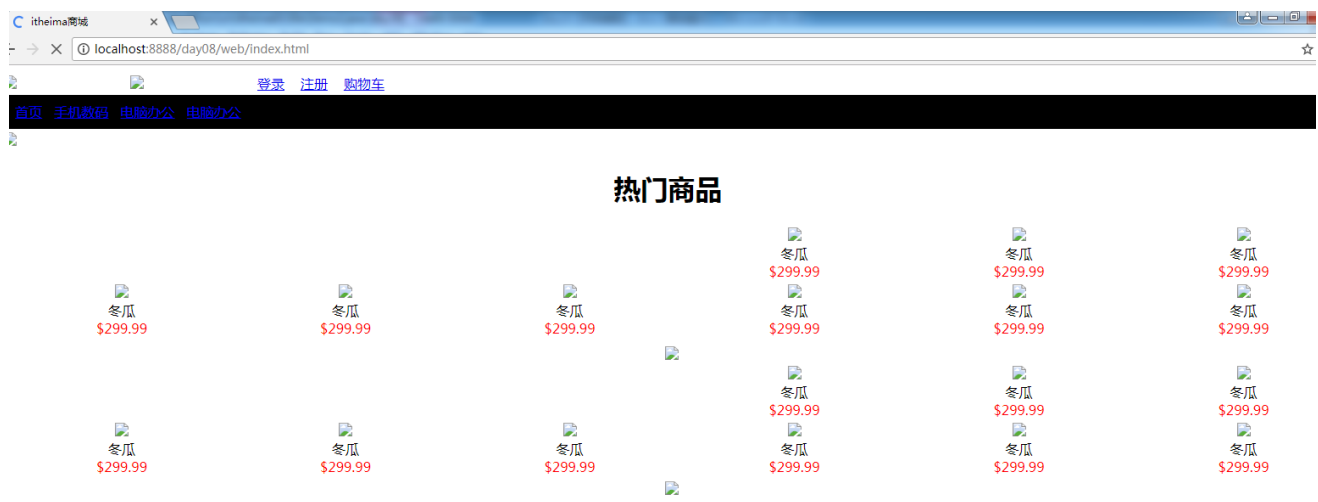 itheima商城
localhost:8888/day08/web/index.html
登录 注册 购物车
首页 手机数码 电脑办公 电脑办公
热门商品
冬瓜 冬瓜 冬瓜
$299.99 $299.99 $299.99
冬瓜 冬瓜 冬瓜 冬瓜 冬瓜 冬瓜
$299.99 $299.99 $299.99 $299.99 $299.99 $299.99
冬瓜 冬瓜 冬瓜
$299.99 $299.99 $299.99
冬瓜 冬瓜 冬瓜 冬瓜 冬瓜 冬瓜
$299.99 $299.99 $299.99 $299.99 $299.99 $299.99